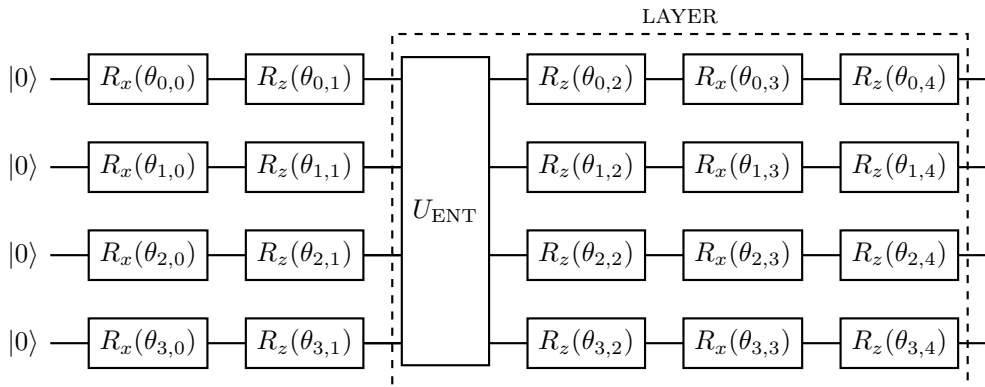 LAYER
|0⟩ R_x(θ_{0,0}) R_z(θ_{0,1}) R_z(θ_{0,2}) R_x(θ_{0,3}) R_z(θ_{0,4})
|0⟩ R_x(θ_{1,0}) R_z(θ_{1,1}) R_z(θ_{1,2}) R_x(θ_{1,3}) R_z(θ_{1,4})
U_{ENT}
|0⟩ R_x(θ_{2,0}) R_z(θ_{2,1}) R_z(θ_{2,2}) R_x(θ_{2,3}) R_z(θ_{2,4})
|0⟩ R_x(θ_{3,0}) R_z(θ_{3,1}) R_z(θ_{3,2}) R_x(θ_{3,3}) R_z(θ_{3,4})